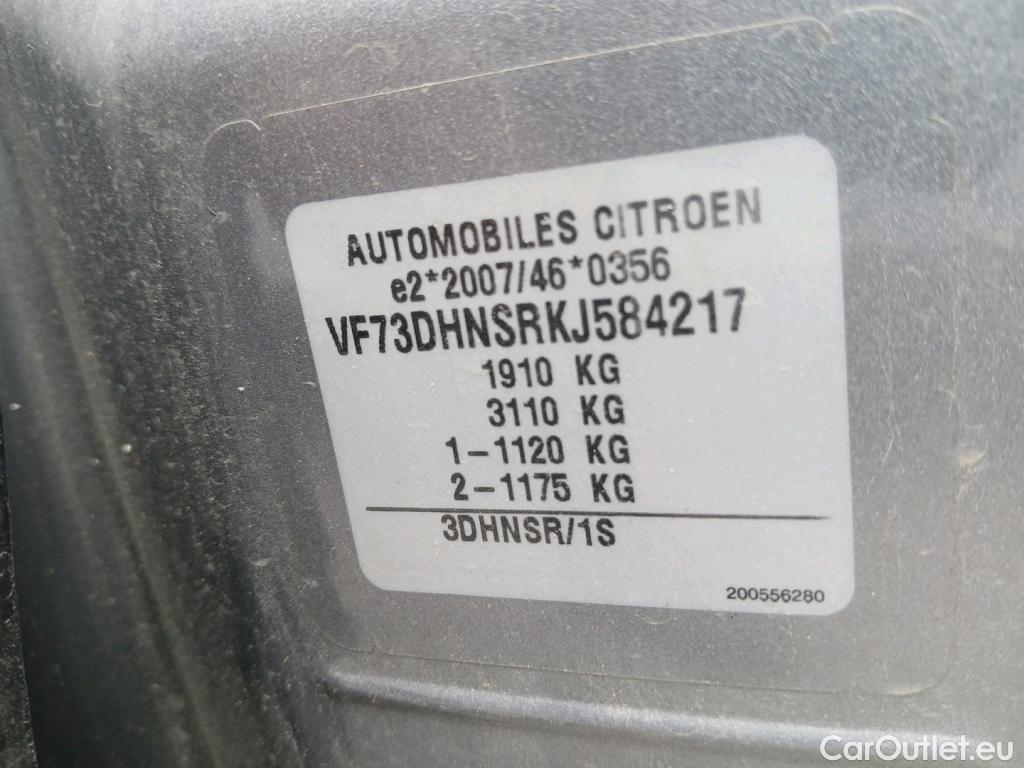 AUTOMOBILES CITROEN
e2*2007/46*0356
VF73DHNSRKJ584217
1910 KG
3110 KG
1-1120 KG
2-1175 KG
3DHNSR/1S
200556280
CarOutlet.eu